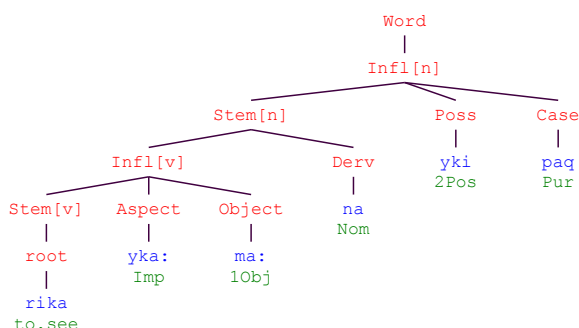 Word
Infl[n]
Stem[n] Poss Case
Infl[v] Derv yki paq
2Pos Pur
Stem[v] Aspect Object na
Nom
root yka: ma:
Imp 1Obj
rika
to.see